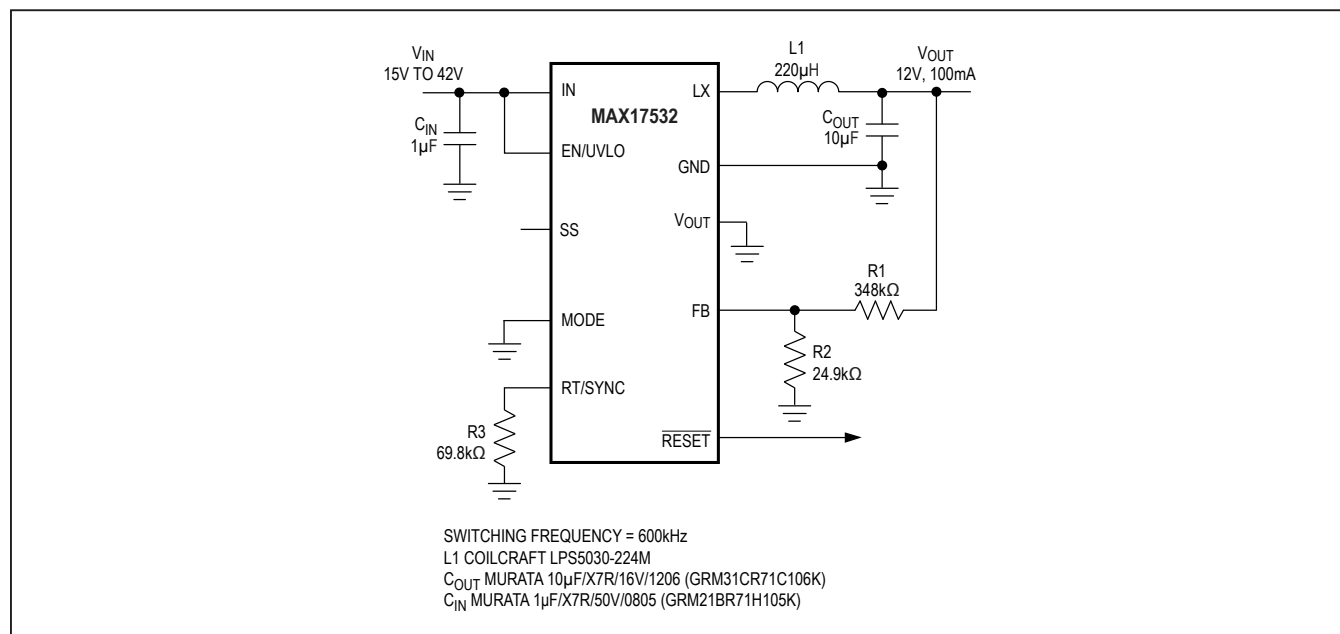 VIN
15V TO 42V
CIN
1µF
IN
EN/UVLO
SS
MODE
RT/SYNC
R3
69.8kΩ
MAX17532
LX
GND
VOUT
FB
RESET
L1
220µH
VOUT
12V, 100mA
COUT
10µF
R1
348kΩ
R2
24.9kΩ
SWITCHING FREQUENCY = 600kHz
L1 COILCRAFT LPS5030-224M
COUT MURATA 10µF/X7R/16V/1206 (GRM31CR71C106K)
CIN MURATA 1µF/X7R/50V/0805 (GRM21BR71H105K)